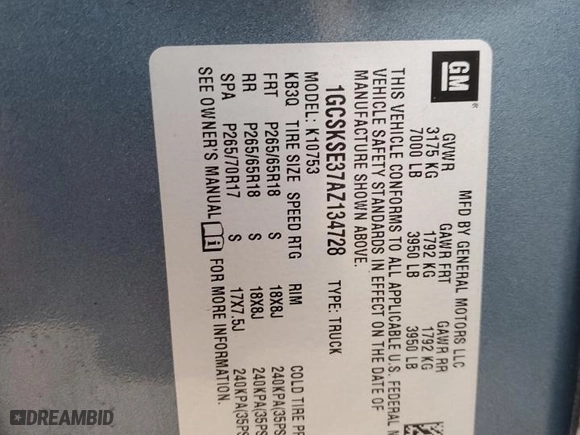 GM
MFD BY GENERAL MOTORS LLC
GVWR GAWR FRT GAWR RR
3175 KG 1792 KG 1792 KG
7000 LB 3950 LB 3950 LB
THIS VEHICLE CONFORMS TO ALL APPLICABLE U.S. FEDERAL
VEHICLE SAFETY STANDARDS IN EFFECT ON THE DATE OF
MANUFACTURE SHOWN ABOVE.
1GCSKSE37AZ134728 TYPE: TRUCK
MODEL: K10753
KB3Q TIRE SIZE SPEED RTG RIM COLD TIRE
FRT P265/65R18 S 18X8J 240KPA(35PS
RR P265/65R18 S 18X8J 240KPA(35PS
SPA P265/70R17 S 17X7.5J 240KPA(35PS
SEE OWNER'S MANUAL i FOR MORE INFORMATION.
DREAMBID